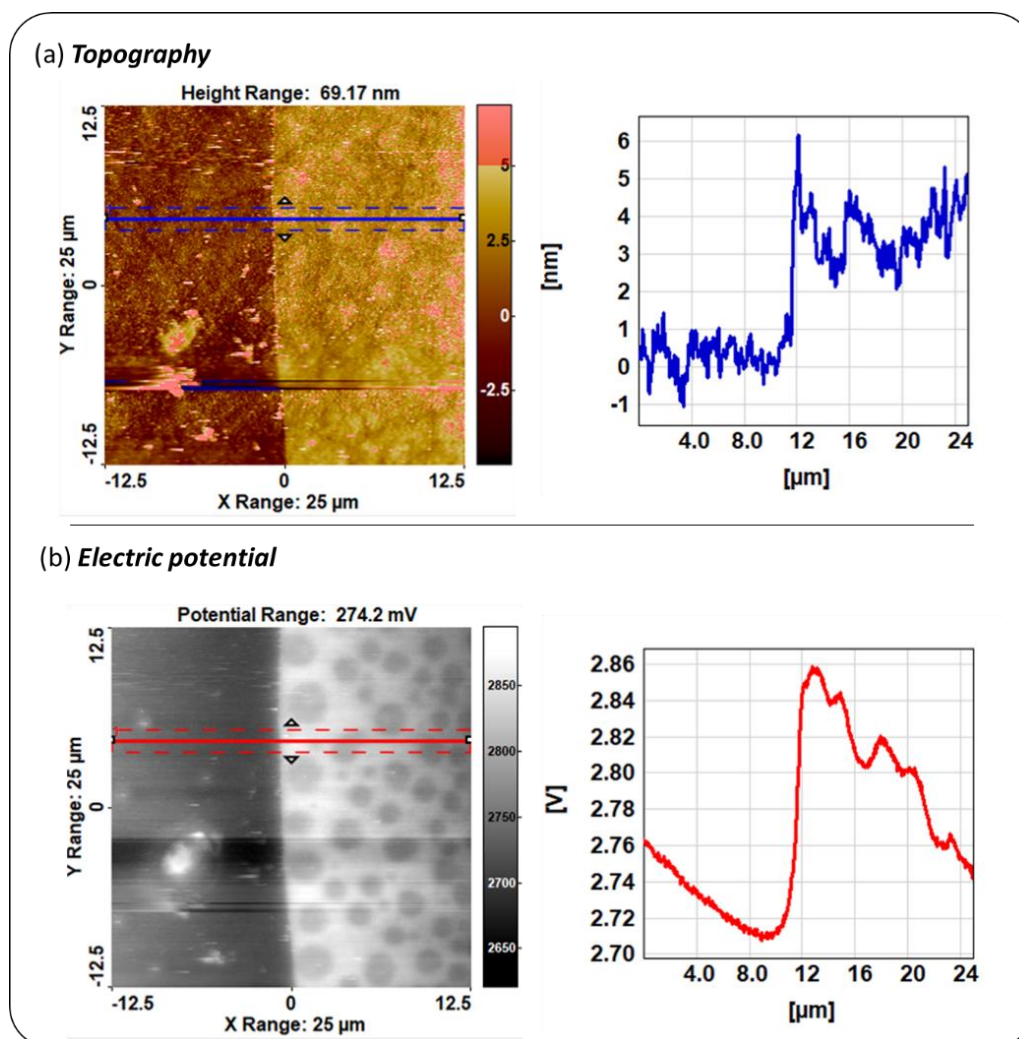 (a) Topography
Height Range: 69.17 nm
12.5
0
-12.5
Y Range: 25 µm
-12.5 0 12.5
X Range: 25 µm
5
2.5
0
-2.5
6
5
4
3
2
1
0
-1
[nm]
4.0 8.0 12 16 20 24
[µm]
(b) Electric potential
Potential Range: 274.2 mV
12.5
0
-12.5
Y Range: 25 µm
-12.5 0 12.5
X Range: 25 µm
2850
2800
2750
2700
2650
2.86
2.84
2.82
2.80
2.76
2.74
2.72
2.70
[V]
4.0 8.0 12 16 20 24
[µm]